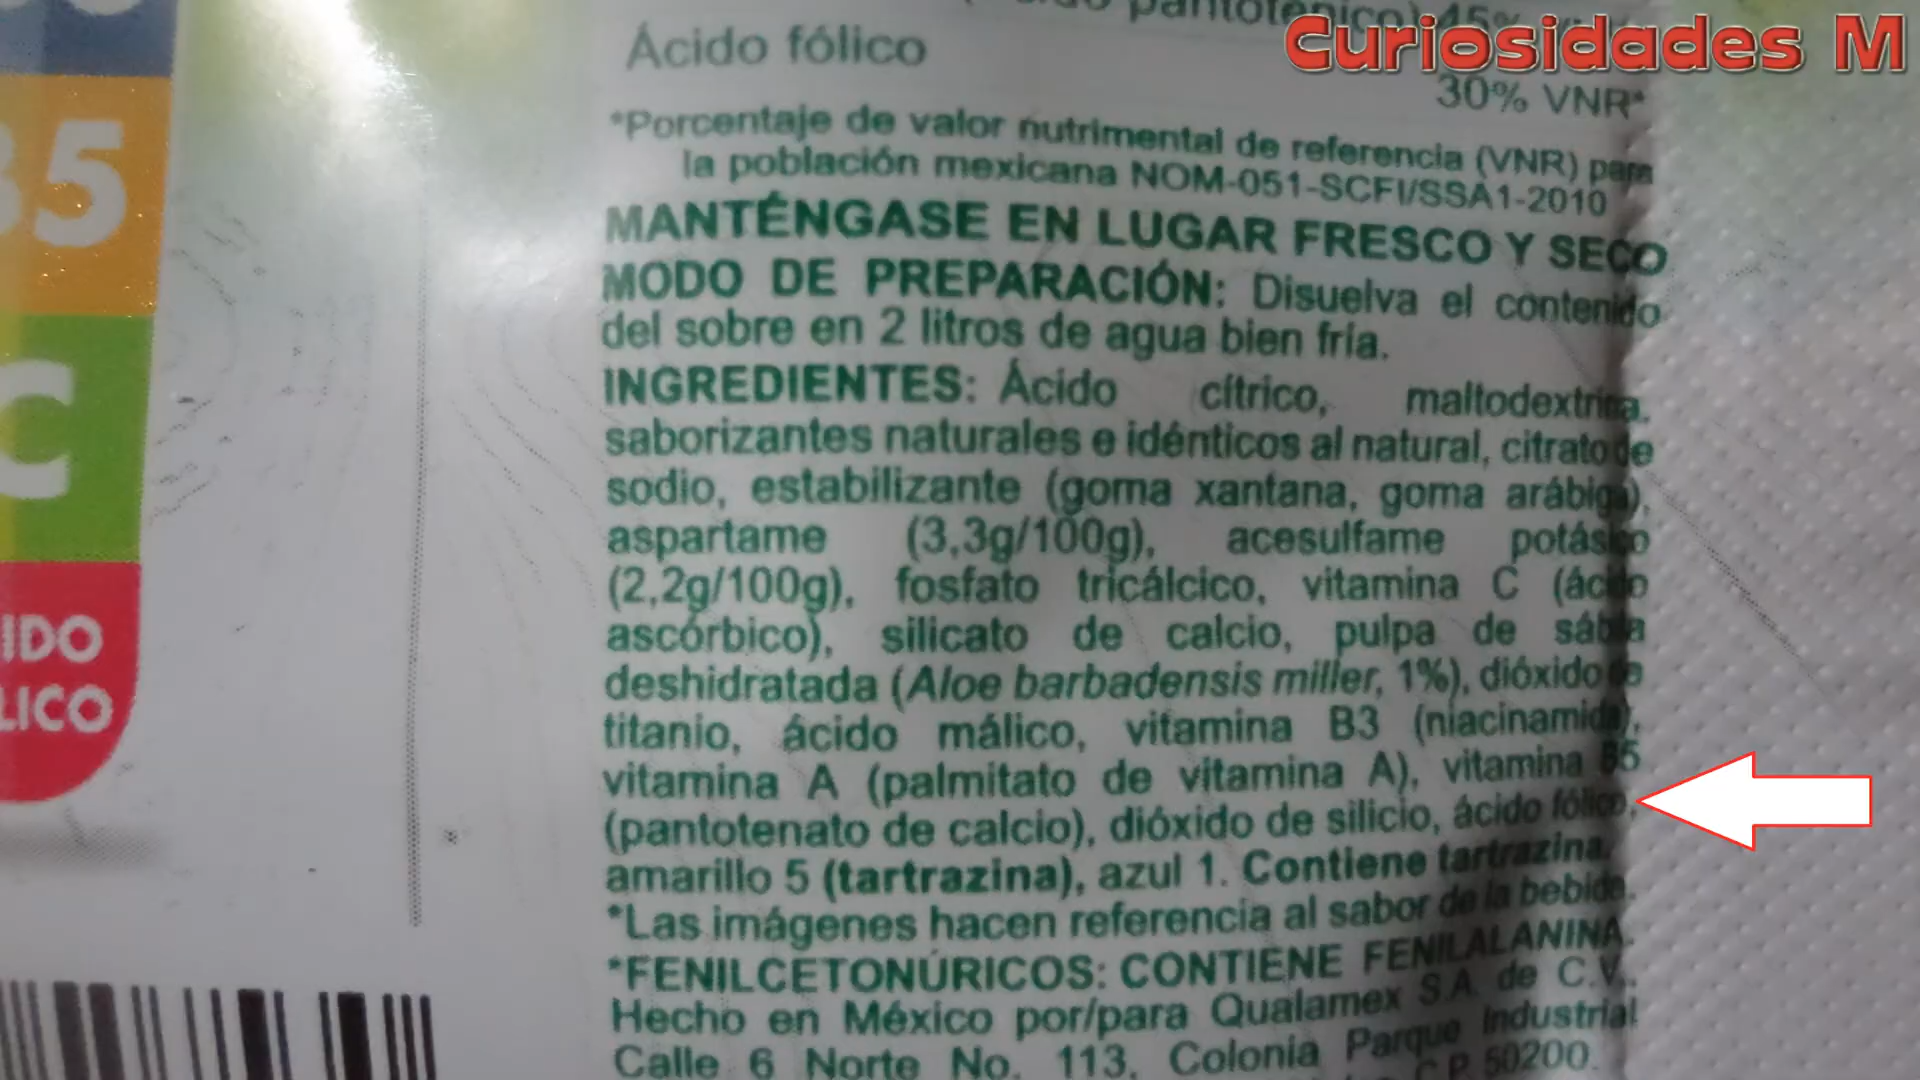 Curiosidades M
pantoténico) 45%
Ácido fólico
30% VNR*
*Porcentaje de valor nutrimental de referencia (VNR) para
la población mexicana NOM-051-SCFI/SSA1-2010
MANTÉNGASE EN LUGAR FRESCO Y SECO
MODO DE PREPARACIÓN: Disuelva el contenido
del sobre en 2 litros de agua bien fría.
INGREDIENTES: Ácido cítrico, maltodextrina,
saborizantes naturales e idénticos al natural, citrato de
sodio, estabilizante (goma xantana, goma arábiga),
aspartame (3,3g/100g), acesulfame potásico
(2,2g/100g), fosfato tricálcico, vitamina C (ácido
ascórbico), silicato de calcio, pulpa de sábila
deshidratada (Aloe barbadensis miller, 1%), dióxido de
titanio, ácido málico, vitamina B3 (niacinamida),
vitamina A (palmitato de vitamina A), vitamina B5
(pantotenato de calcio), dióxido de silicio, ácido fólico,
amarillo 5 (tartrazina), azul 1. Contiene tartrazina.
*Las imágenes hacen referencia al sabor de la bebida.
*FENILCETONÚRICOS: CONTIENE FENILALANINA.
Hecho en México por/para Qualamex S.A. de C.V.
Calle 6 Norte No. 113, Colonia Parque Industrial
C.P. 50200.
B5
C
IDO
LICO